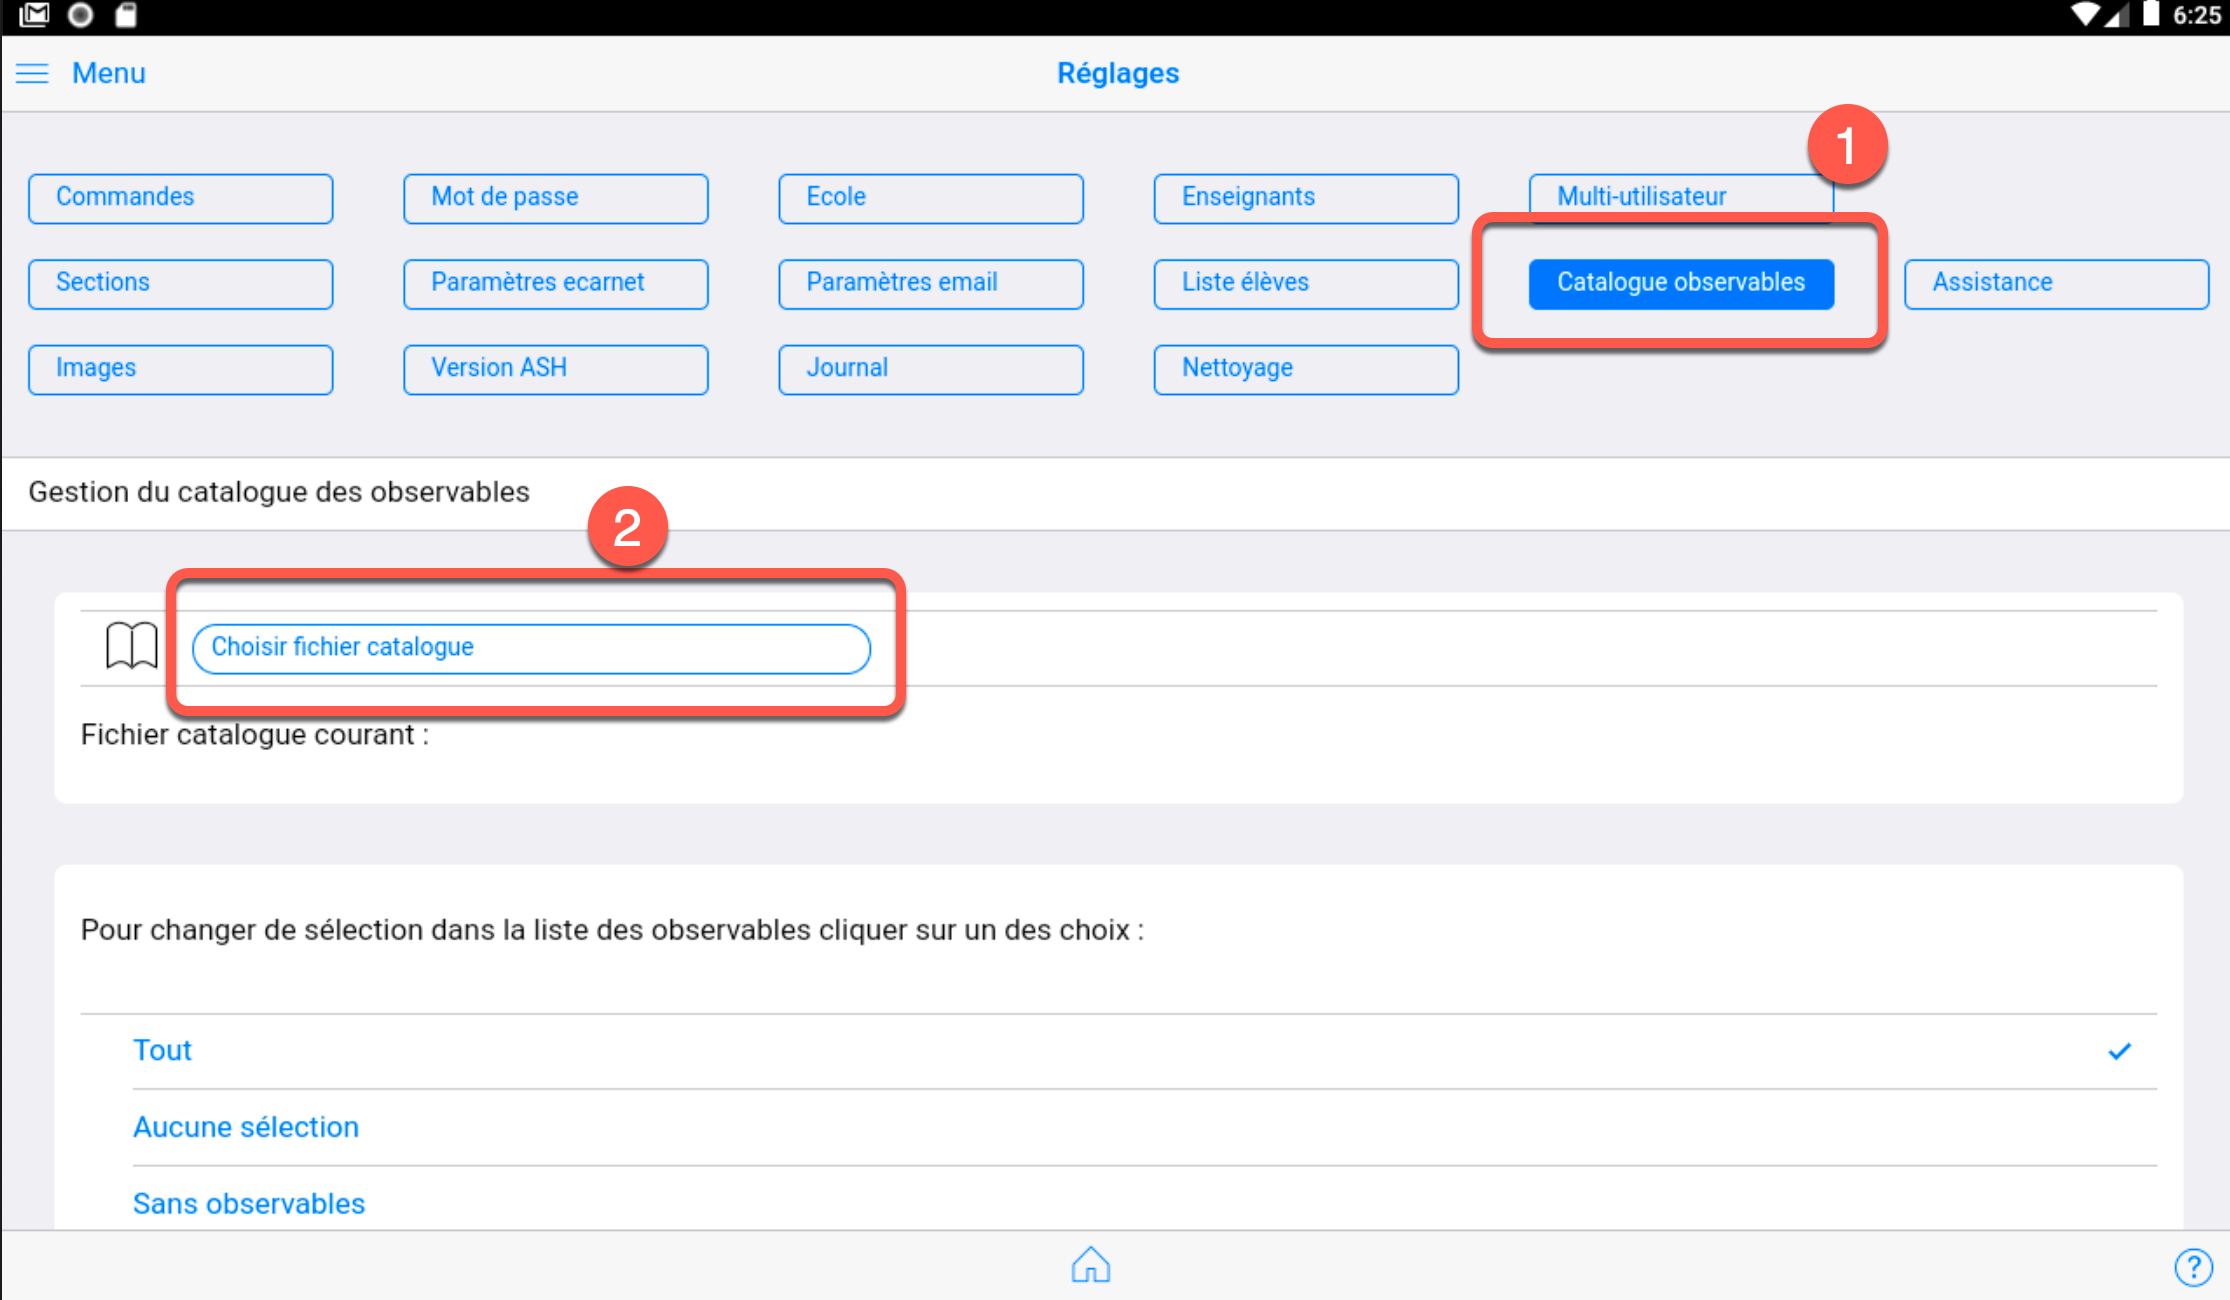 6:25
Menu
Réglages
1
Commandes
Mot de passe
Ecole
Enseignants
Multi-utilisateur
Sections
Paramètres ecarnet
Paramètres email
Liste élèves
Catalogue observables
Assistance
Images
Version ASH
Journal
Nettoyage
Gestion du catalogue des observables
2
Choisir fichier catalogue
Fichier catalogue courant :
Pour changer de sélection dans la liste des observables cliquer sur un des choix :
Tout
Aucune sélection
Sans observables
?